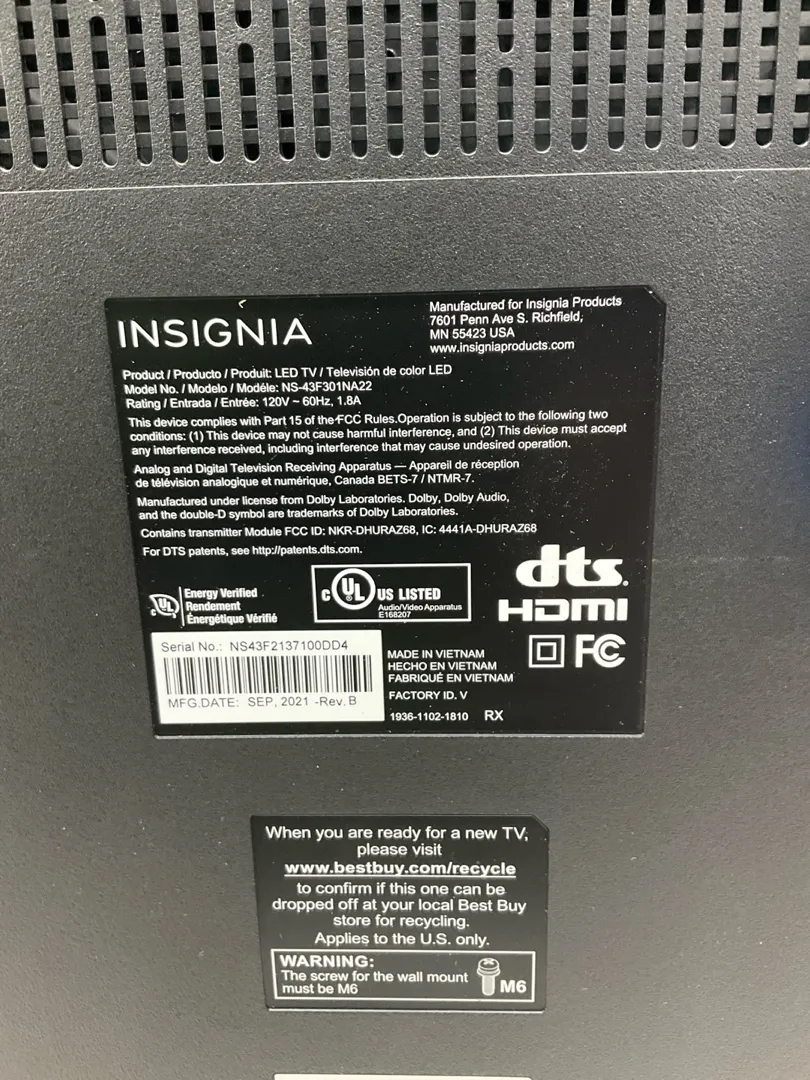 INSIGNIA
Manufactured for Insignia Products
7601 Penn Ave S. Richfield,
MN 55423 USA
www.insigniaproducts.com
Product / Producto / Produit: LED TV / Televisión de color LED
Model No. / Modelo / Modéle: NS-43F301NA22
Rating / Entrada / Entrée: 120V ~ 60Hz, 1.8A
This device complies with Part 15 of the FCC Rules.Operation is subject to the following two
conditions: (1) This device may not cause harmful interference, and (2) This device must accept
any interference received, including interference that may cause undesired operation.
Analog and Digital Television Receiving Apparatus — Appareil de réception
de télévision analogique et numérique, Canada BETS-7 / NTMR-7.
Manufactured under license from Dolby Laboratories. Dolby, Dolby Audio,
and the double-D symbol are trademarks of Dolby Laboratories.
Contains transmitter Module FCC ID: NKR-DHURAZ68, IC: 4441A-DHURAZ68
For DTS patents, see http://patents.dts.com.
dts.
HDMI
UL
Energy Verified
Rendement
Énergétique Vérifié
c UL US LISTED
Audio/Video Apparatus
E168207
FC
Serial No.: NS43F2137100DD4
MFG.DATE: SEP, 2021 -Rev. B
MADE IN VIETNAM
HECHO EN VIETNAM
FABRIQUÉ EN VIETNAM
FACTORY ID. V
1936-1102-1810 RX
When you are ready for a new TV,
please visit
www.bestbuy.com/recycle
to confirm if this one can be
dropped off at your local Best Buy
store for recycling.
Applies to the U.S. only.
WARNING:
The screw for the wall mount
must be M6
M6